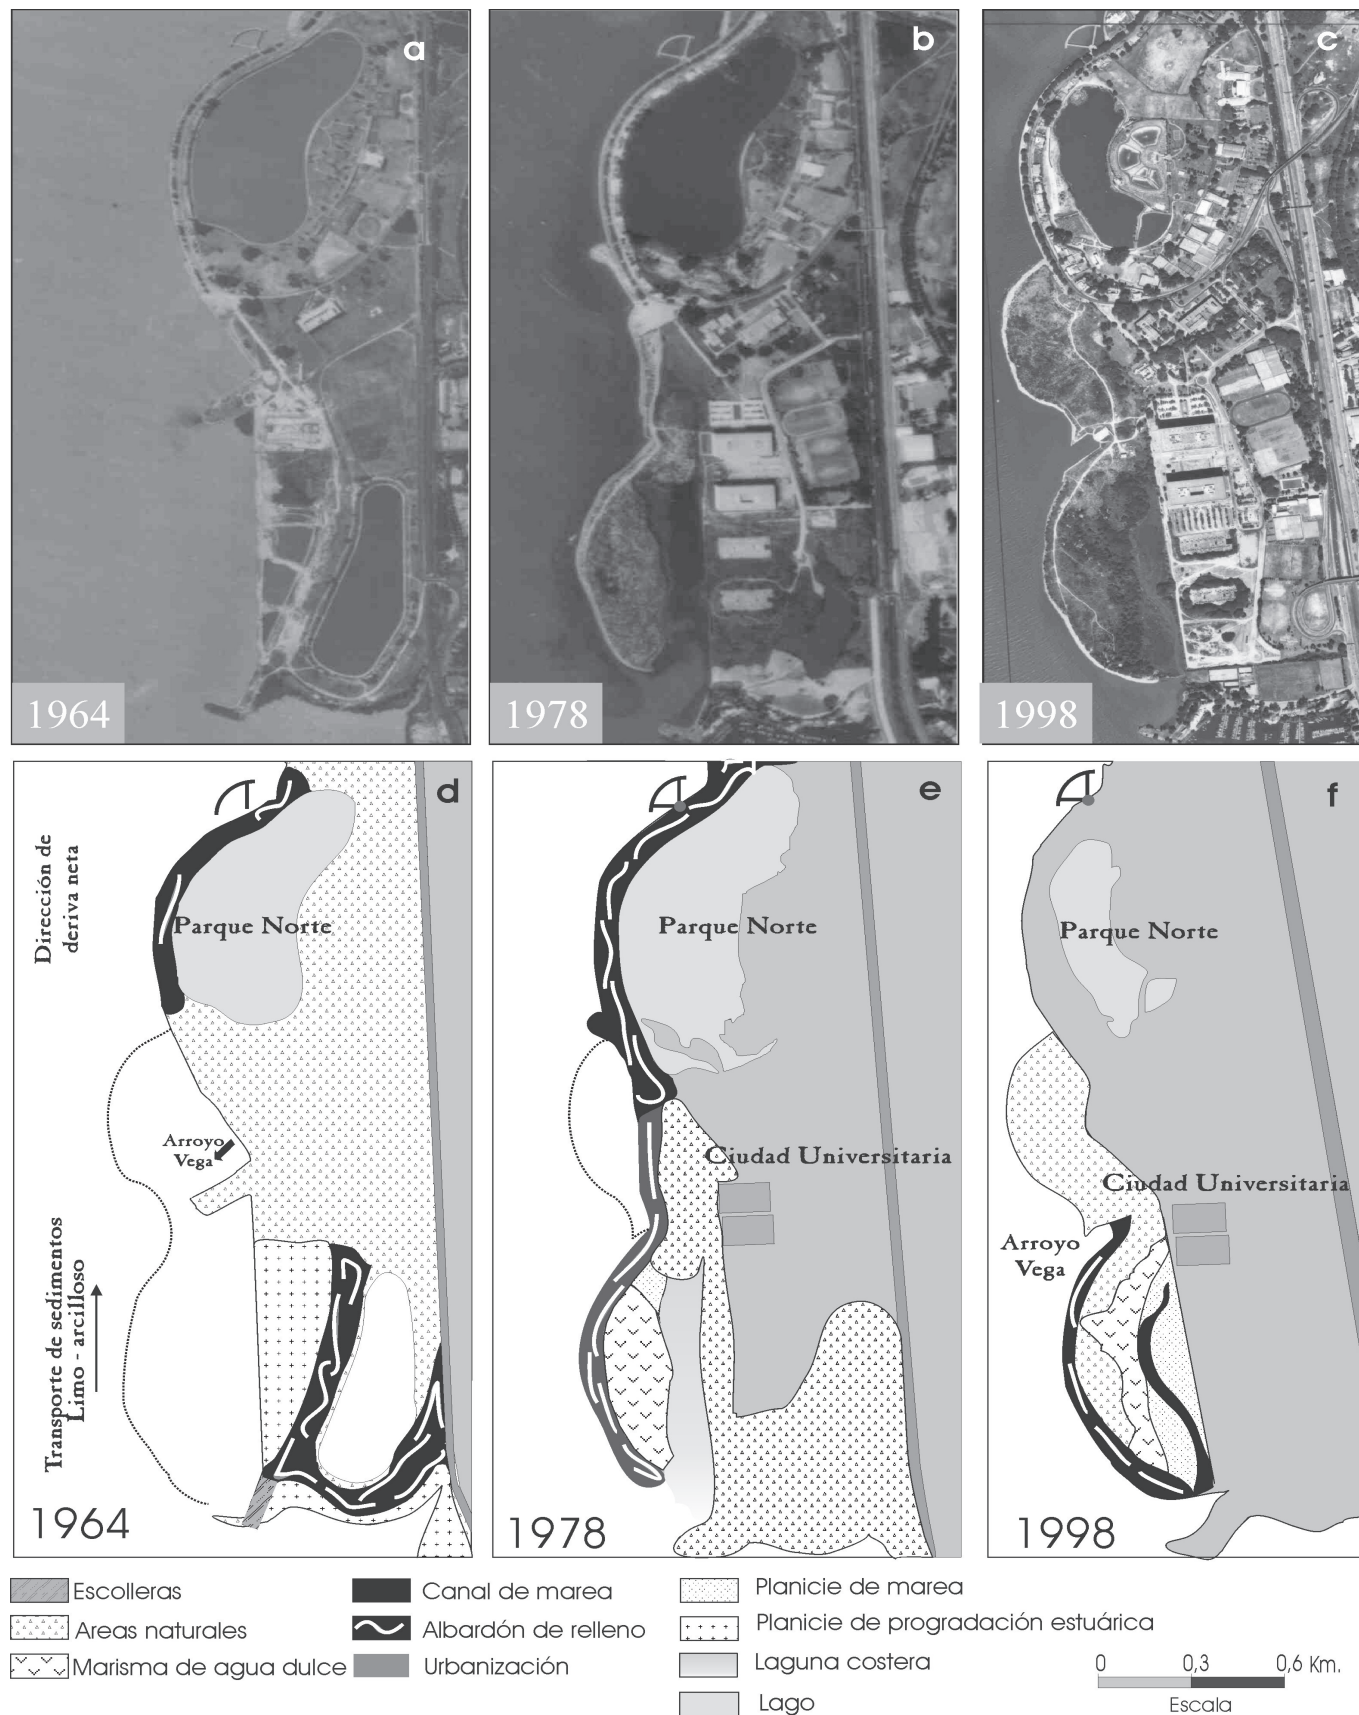 a
b
c
1964
1978
1998
d
e
f
Dirección de
deriva neta
Parque Norte
Arroyo
Vega
Transporte de sedimentos
Limo - arcilloso
1964
Parque Norte
Ciudad Universitaria
1978
Parque Norte
Ciudad Universitaria
Arroyo
Vega
1998
Escolleras
Areas naturales
Marisma de agua dulce
Canal de marea
Albardón de relleno
Urbanización
Planicie de marea
Planicie de progradación estuárica
Laguna costera
Lago
0 0,3 0,6 Km.
Escala